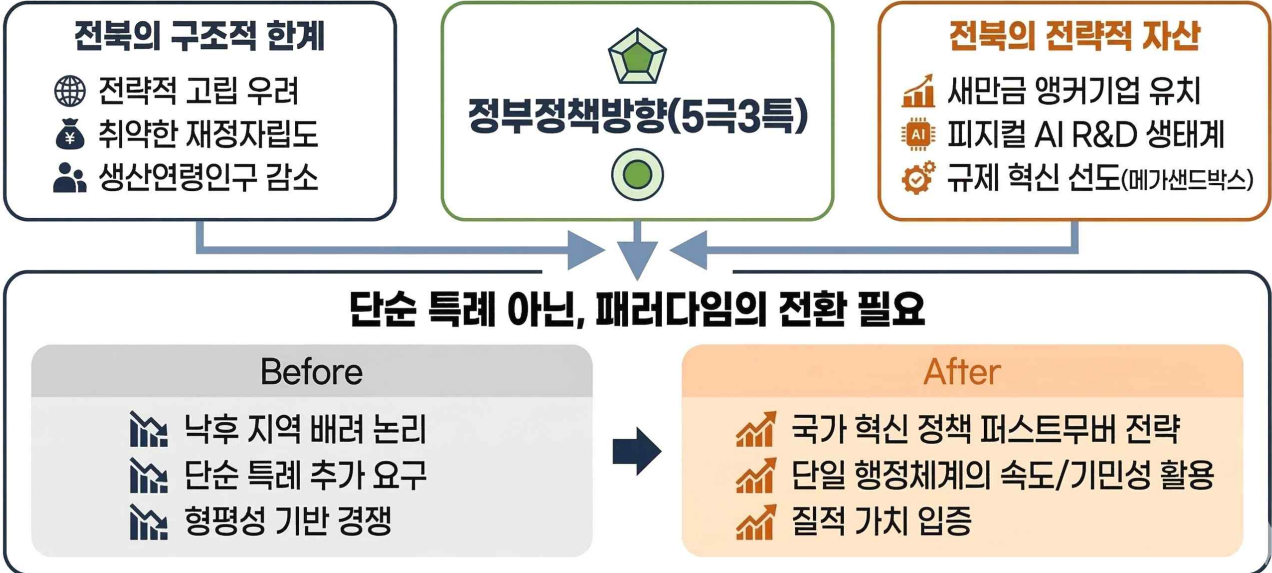 전북의 구조적 한계
전략적 고립 우려
¥
취약한 재정자립도
생산연령인구 감소
정부정책방향(5극3특)
전북의 전략적 자산
새만금 앵커기업 유치
AI
피지컬 AI R&D 생태계
규제 혁신 선도(메가샌드박스)
단순 특례 아닌, 패러다임의 전환 필요
Before
낙후 지역 배려 논리
단순 특례 추가 요구
형평성 기반 경쟁
After
국가 혁신 정책 퍼스트무버 전략
단일 행정체계의 속도/기민성 활용
질적 가치 입증